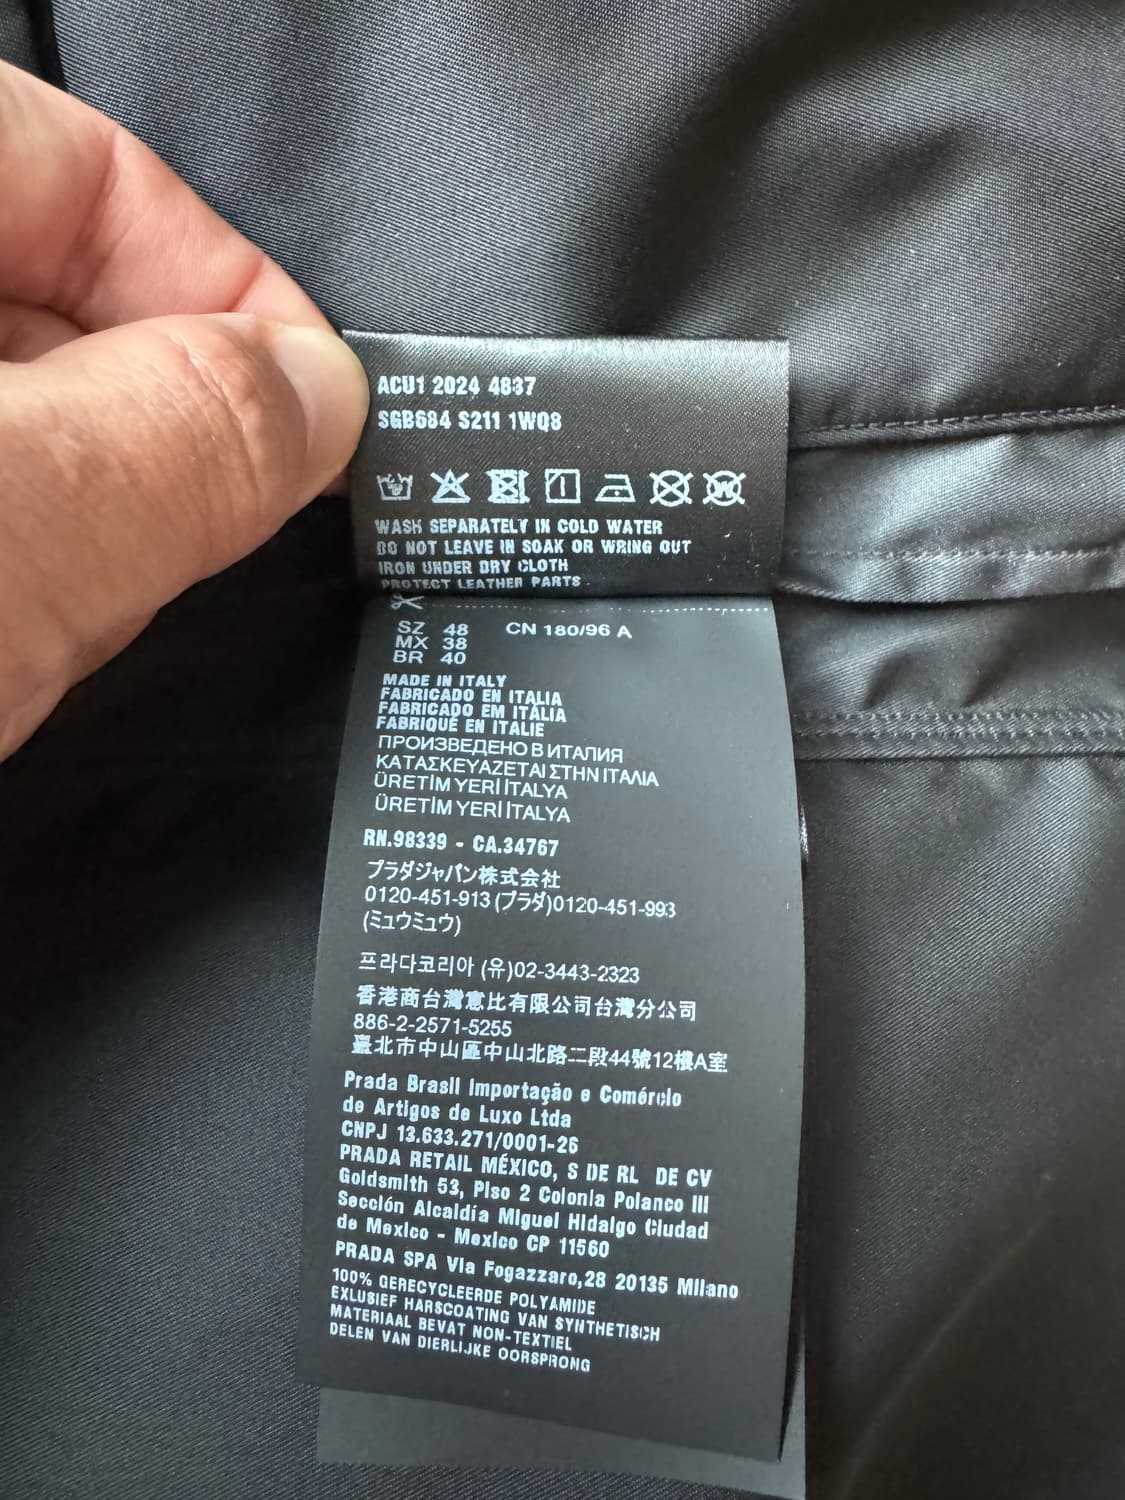 ACU1 2024 4837
SGB684 S211 1WQ8
WASH SEPARATELY IN COLD WATER
DO NOT LEAVE IN SOAK OR WRING OUT
IRON UNDER DRY CLOTH
PROTECT LEATHER PARTS
SZ 48 CN 180/96 A
MX 38
BR 40
MADE IN ITALY
FABRICADO EN ITALIA
FABRICADO EM ITÁLIA
FABRIQUÉ EN ITALIE
ПРОИЗВЕДЕНО В ИТАЛИЯ
ΚΑΤΑΣΚΕΥΑΖΕΤΑΙ ΣΤΗΝ ΙΤΑΛΙΑ
ÜRETİM YERİ İTALYA
ÜRETİM YERİ İTALYA
RN.98339 - CA.34767
プラダジャパン株式会社
0120-451-913 (プラダ)0120-451-993
(ミュウミュウ)
프라다코리아 (유)02-3443-2323
香港商台灣意比有限公司台灣分公司
886-2-2571-5255
臺北市中山區中山北路二段44號12樓A室
Prada Brasil Importação e Comércio
de Artigos de Luxo Ltda
CNPJ 13.633.271/0001-26
PRADA RETAIL MÉXICO, S DE RL DE CV
Goldsmith 53, Piso 2 Colonia Polanco III
Sección Alcaldía Miguel Hidalgo Ciudad
de Mexico - Mexico CP 11560
PRADA SPA Via Fogazzaro,28 20135 Milano
100% GERECYCLEERDE POLYAMIDE
EXLUSIEF HARSCOATING VAN SYNTHETISCH
MATERIAAL BEVAT NON-TEXTIEL
DELEN VAN DIERLIJKE OORSPRONG